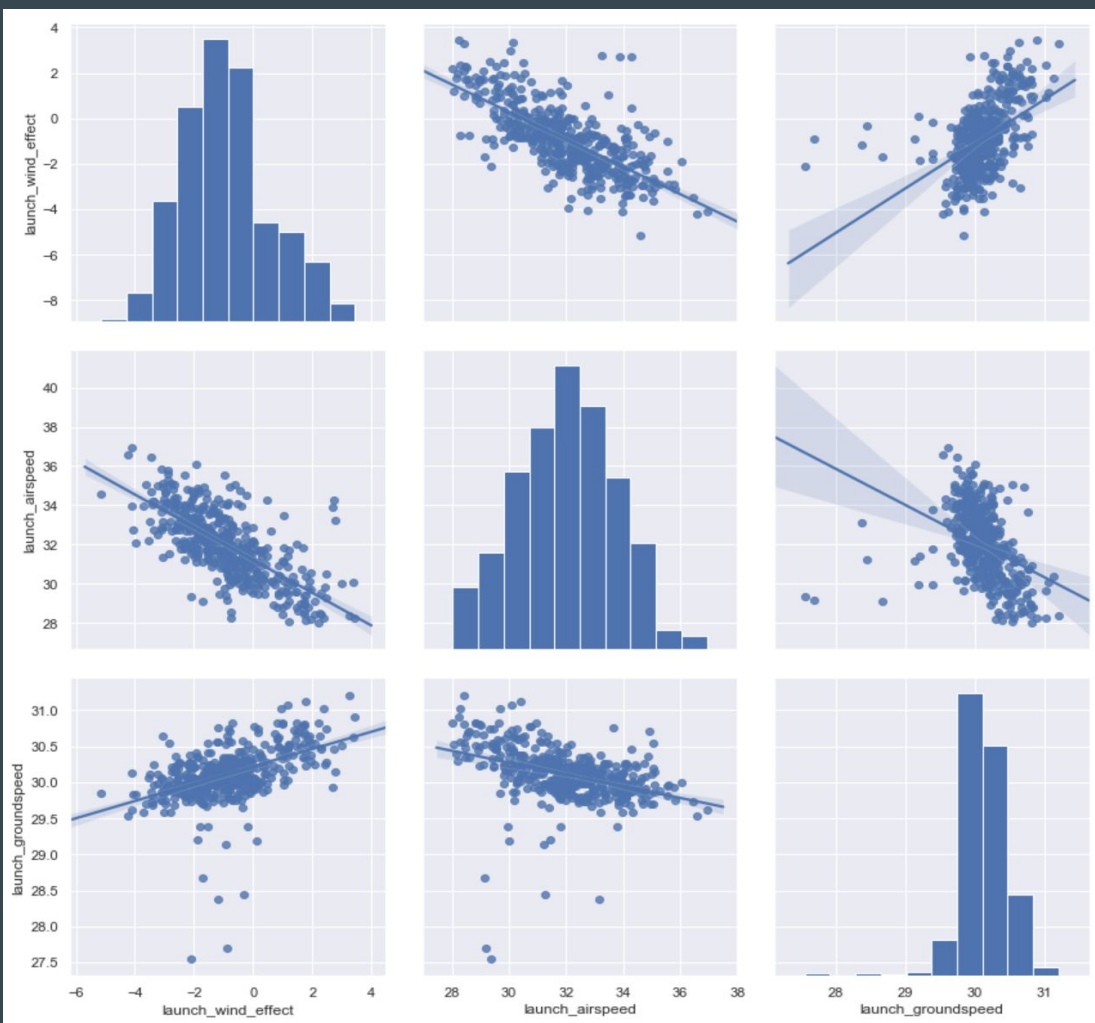 4
2
0
−2
−4
−6
−8
launch_wind_effect
40
38
36
34
32
30
28
launch_airspeed
31.0
30.5
30.0
29.5
29.0
28.5
28.0
27.5
launch_groundspeed
−6 −4 −2 0 2 4
launch_wind_effect
28 30 32 34 36 38
launch_airspeed
28 29 30 31
launch_groundspeed